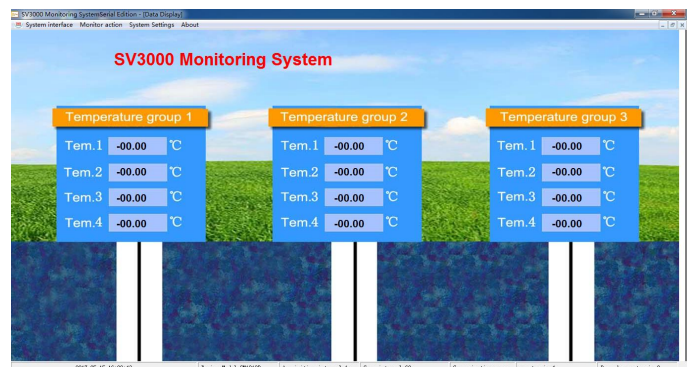 SV3000 Monitoring SystemSerial Edition - [Data Display]
System interface Monitor action System Settings About
SV3000 Monitoring System
Temperature group 1 Temperature group 2 Temperature group 3
Tem.1 -00.00 ℃ Tem.1 -00.00 ℃ Tem.1 -00.00 ℃
Tem.2 -00.00 ℃ Tem.2 -00.00 ℃ Tem.2 -00.00 ℃
Tem.3 -00.00 ℃ Tem.3 -00.00 ℃ Tem.3 -00.00 ℃
Tem.4 -00.00 ℃ Tem.4 -00.00 ℃ Tem.4 -00.00 ℃